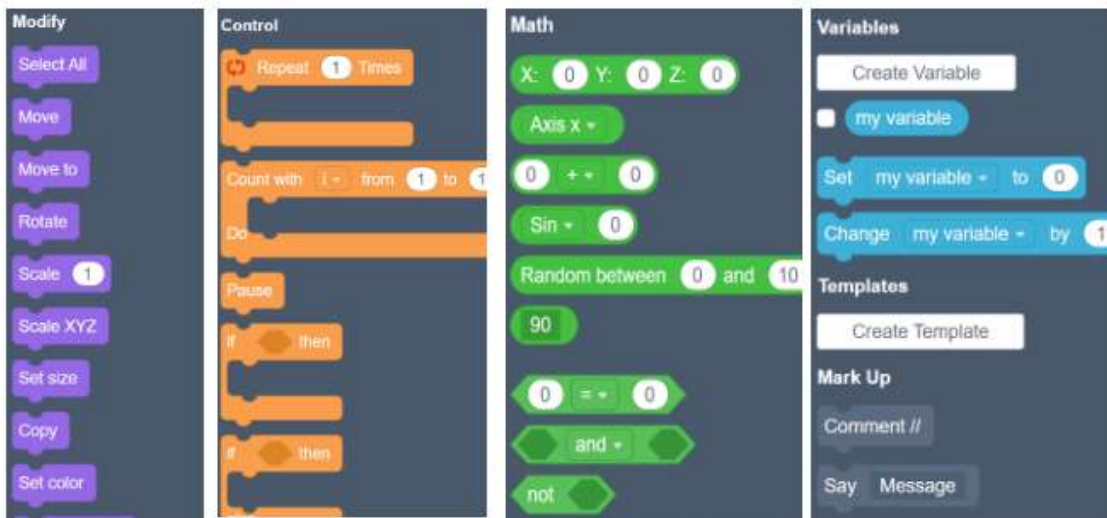 Modify
Select All
Move
Move to
Rotate
Scale 1
Scale XYZ
Set size
Copy
Set color
Control
Repeat 1 Times
Count with i from 1 to 1
Do
Pause
if then
if then
Math
X: 0 Y: 0 Z: 0
Axis x
0 + 0
Sin 0
Random between 0 and 10
90
0 = 0
and
not
Variables
Create Variable
my variable
Set my variable to 0
Change my variable by 1
Templates
Create Template
Mark Up
Comment //
Say Message